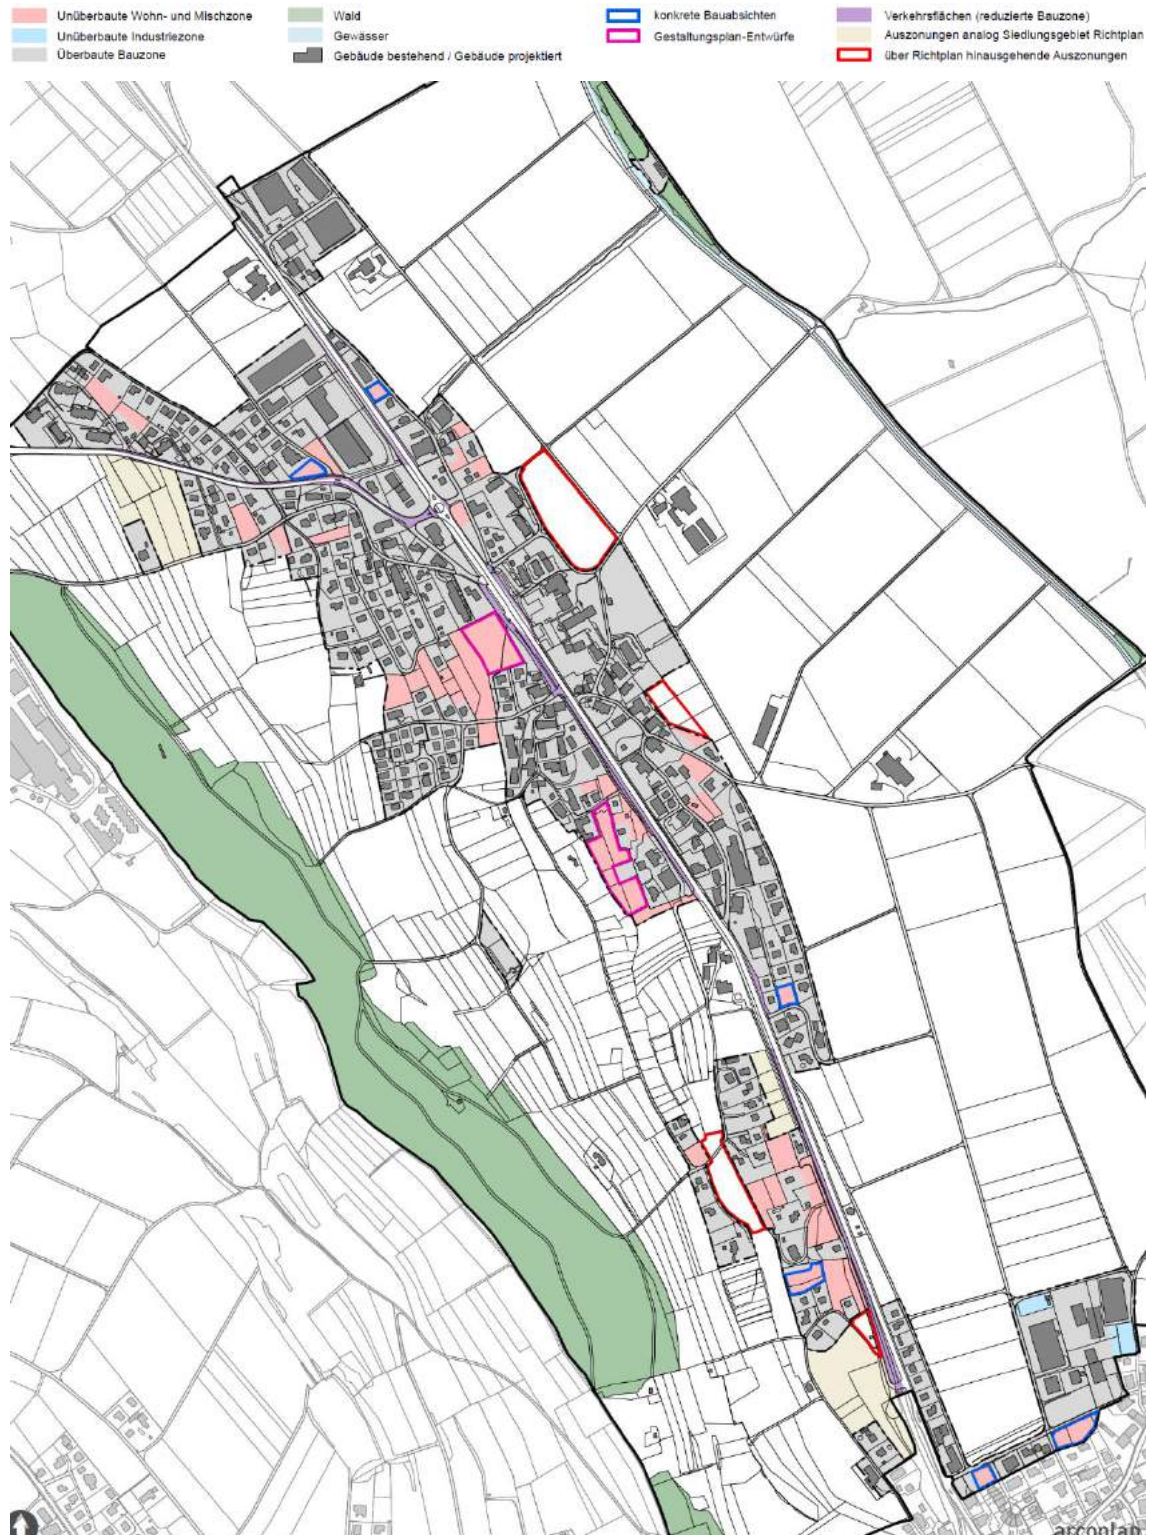 Unüberbaute Wohn- und Mischzone
Unüberbaute Industriezone
Überbaute Bauzone
Wald
Gewässer
Gebäude bestehend / Gebäude projektiert
konkrete Bauabsichten
Gestaltungsplan-Entwürfe
Verkehrsflächen (reduzierte Bauzone)
Auszonungen analog Siedlungsgebiet Richtplan
über Richtplan hinausgehende Auszonungen
arcoplan